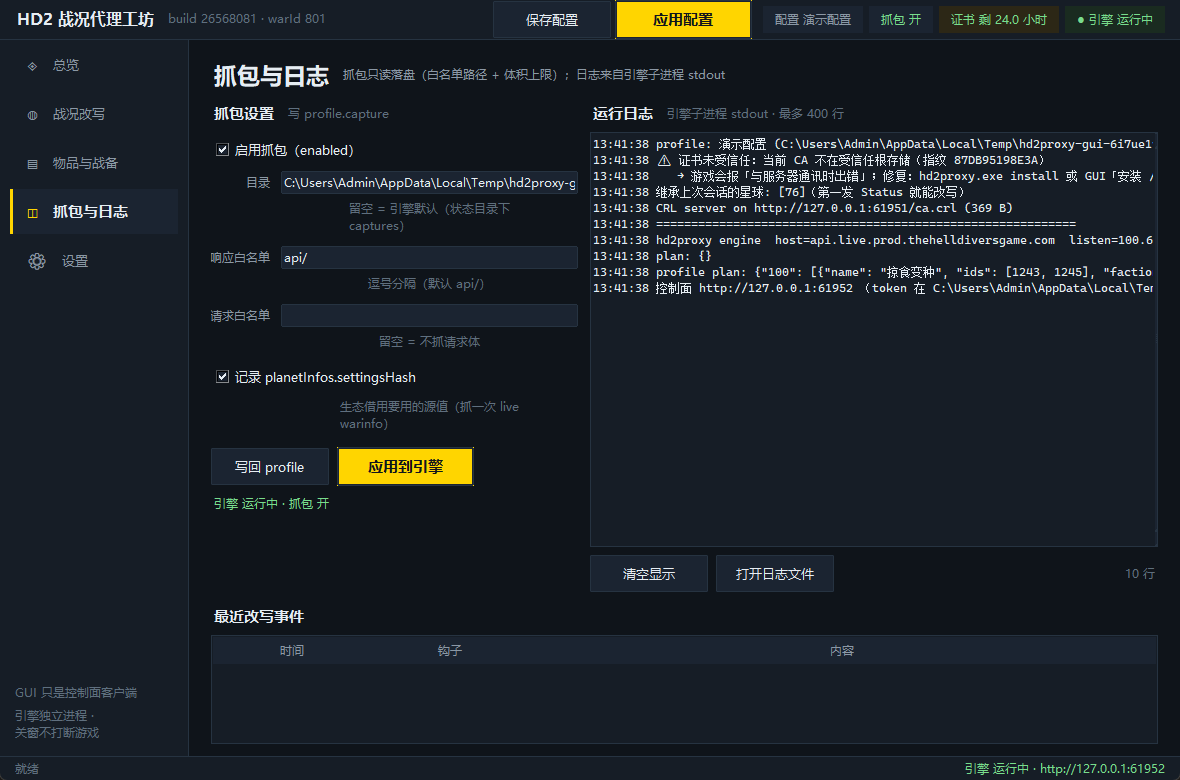 HD2 战况代理工坊 build 26568081 · warId 801
保存配置
应用配置
配置 演示配置
抓包 开
证书 剩 24.0 小时
● 引擎 运行中
总览
战况改写
物品与战备
抓包与日志
设置
GUI 只是控制面客户端
引擎独立进程 ·
关窗不打断游戏
抓包与日志 抓包只读落盘（白名单路径 + 体积上限）；日志来自引擎子进程 stdout
抓包设置 写 profile.capture
启用抓包（enabled）
目录 C:\Users\Admin\AppData\Local\Temp\hd2proxy-g
留空 = 引擎默认（状态目录下
captures）
响应白名单 api/
逗号分隔（默认 api/）
请求白名单
留空 = 不抓请求体
记录 planetInfos.settingsHash
生态借用要用的源值（抓一次 live
warinfo）
写回 profile
应用到引擎
引擎 运行中 · 抓包 开
运行日志 引擎子进程 stdout · 最多 400 行
13:41:38 profile: 演示配置 (C:\Users\Admin\AppData\Local\Temp\hd2proxy-gui-6i7ue1
13:41:38 ⚠ 证书未受信任：当前 CA 不在受信任根存储（指纹 87DB95198E3A）
13:41:38 → 游戏会报「与服务器通讯时出错」；修复：hd2proxy.exe install 或 GUI「安装 /
13:41:38 继承上次会话的星球: [76]（第一发 Status 就能改写）
13:41:38 CRL server on http://127.0.0.1:61951/ca.crl (369 B)
13:41:38 ============================================================
13:41:38 hd2proxy engine host=api.live.prod.thehelldiversgame.com listen=100.6
13:41:38 plan: {}
13:41:38 profile plan: {"100": [{"name": "掠食变种", "ids": [1243, 1245], "factio
13:41:38 控制面 http://127.0.0.1:61952 （token 在 C:\Users\Admin\AppData\Local\Tem
清空显示
打开日志文件
10 行
最近改写事件
时间 钩子 内容
就绪
引擎 运行中 · http://127.0.0.1:61952